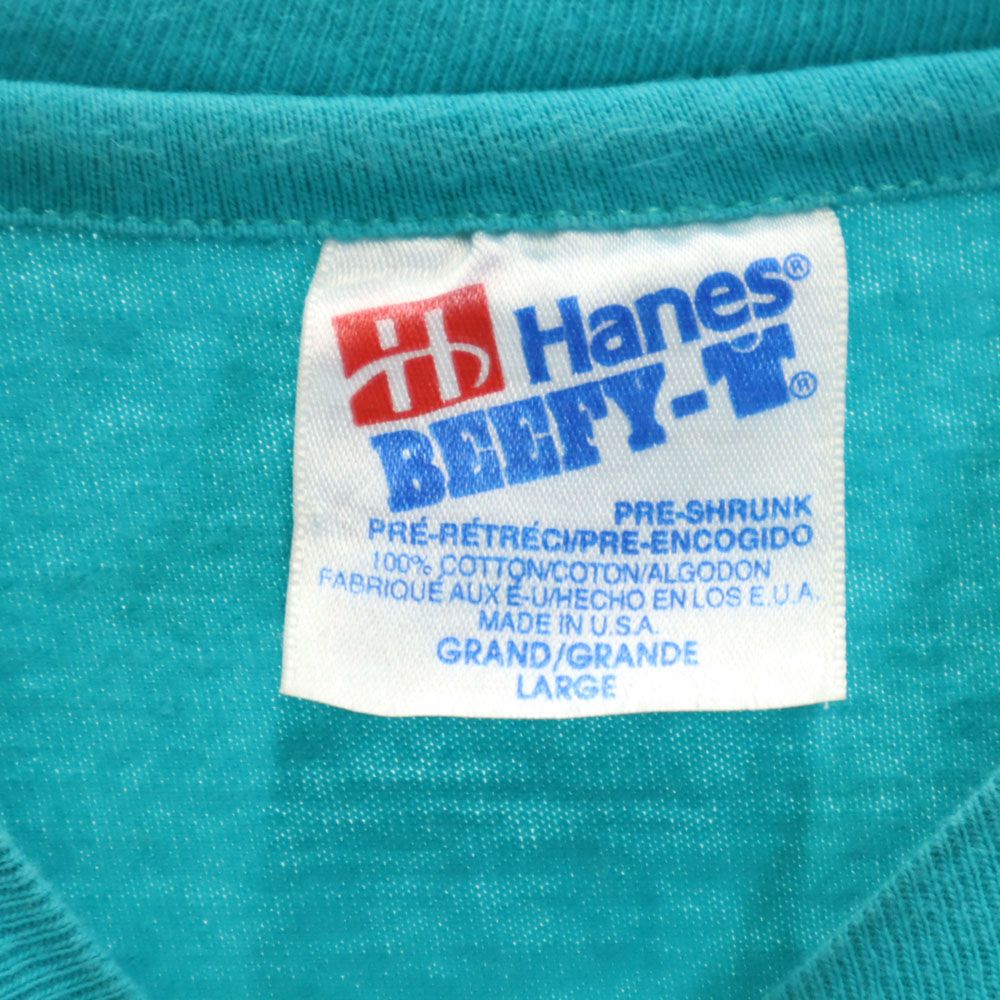 H Hanes®
BEEFY-T®
PRE-SHRUNK
PRÉ-RÉTRÉCI/PRE-ENCOGIDO
100% COTTON/COTON/ALGODON
FABRIQUÉ AUX É-U/HECHO EN LOS E.U.A.
MADE IN U.S.A.
GRAND/GRANDE
LARGE